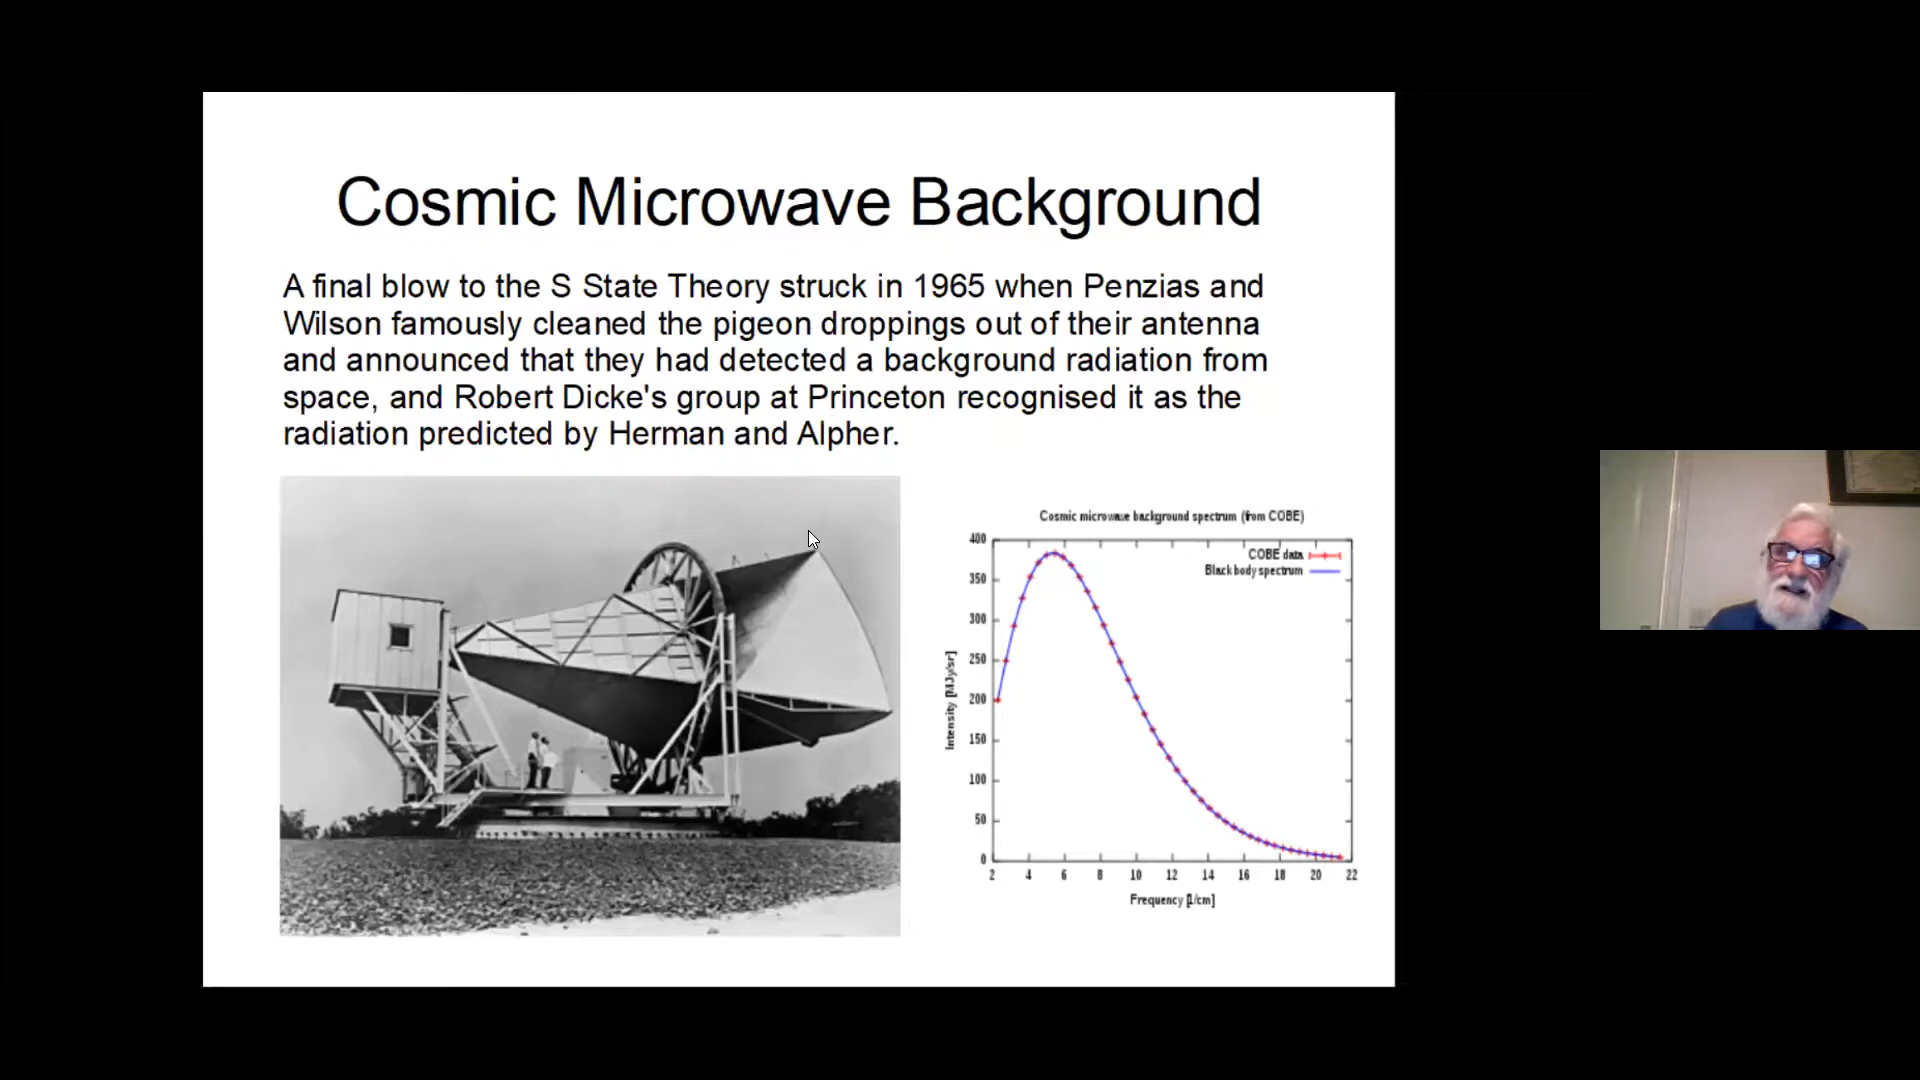 Cosmic Microwave Background
A final blow to the S State Theory struck in 1965 when Penzias and
Wilson famously cleaned the pigeon droppings out of their antenna
and announced that they had detected a background radiation from
space, and Robert Dicke's group at Princeton recognised it as the
radiation predicted by Herman and Alpher.
Cosmic microwave background spectrum (from COBE)
COBE data
Black body spectrum
Intensity [MJy/sr]
400
350
300
250
200
150
100
50
0
2 4 6 8 10 12 14 16 18 20 22
Frequency [1/cm]